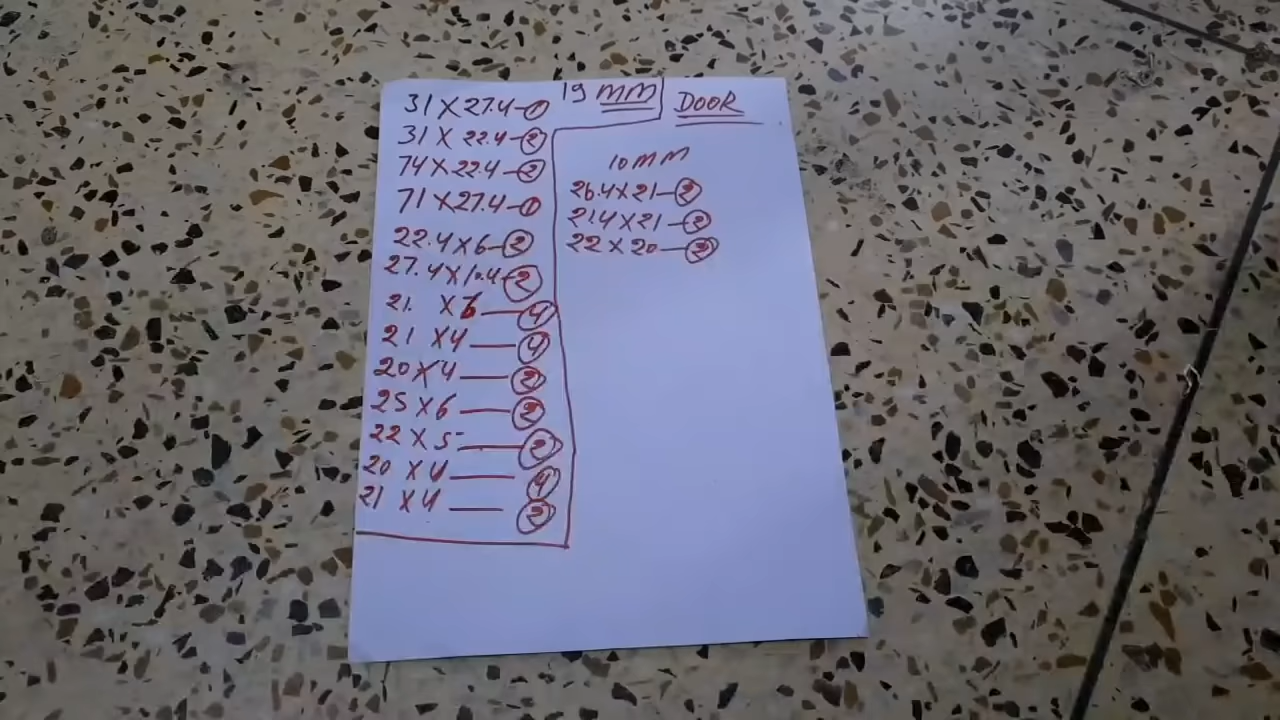 19 MM
31 X 27.4-1
31 X 22.4-2
74 X 22.4-2
71 X 27.4-1
22.4 X 6-2
27.4 X 10.4-2
21. X 6—4
21 X 4—4
20 X 4—2
25 X 6—2
22 X 5—2
20 X 4—4
21 X 4—2
DOOR
10 MM
26.4 X 21-2
21.4 X 21-2
22 X 20-2